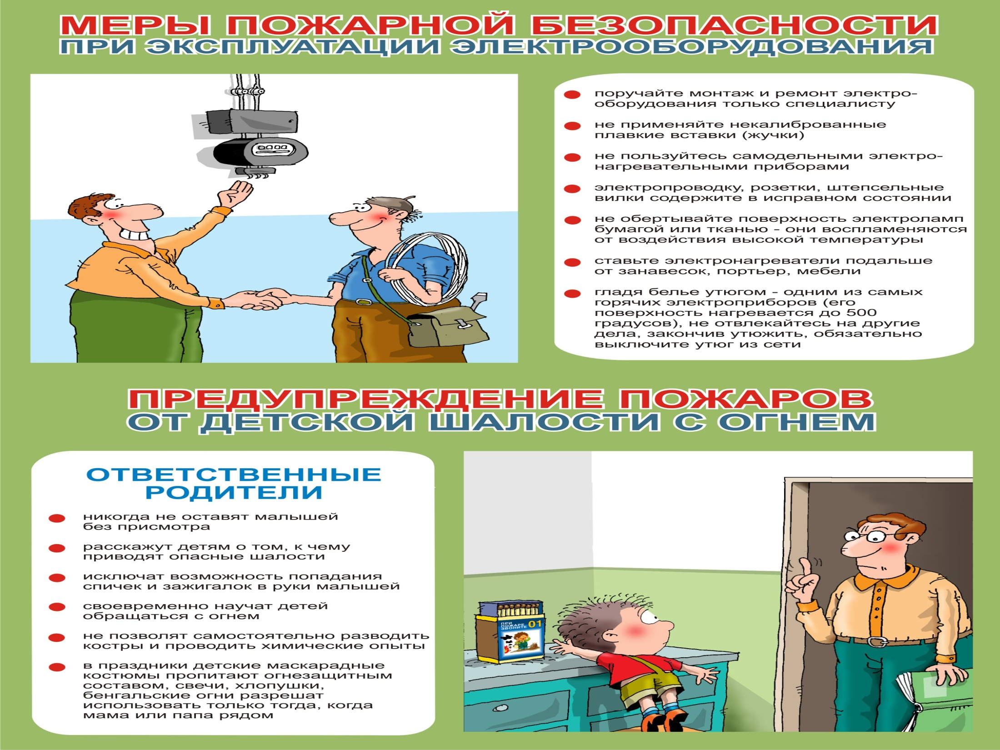 МЕРЫ ПОЖАРНОЙ БЕЗОПАСНОСТИ
ПРИ ЭКСПЛУАТАЦИИ ЭЛЕКТРООБОРУДОВАНИЯ
поручайте монтаж и ремонт электро-
оборудования только специалисту
не применяйте некалиброванные
плавкие вставки (жучки)
не пользуйтесь самодельными электро-
нагревательными приборами
электропроводку, розетки, штепсельные
вилки содержите в исправном состоянии
не обертывайте поверхность электроламп
бумагой или тканью - они воспламеняются
от воздействия высокой температуры
ставьте электронагреватели подальше
от занавесок, портьер, мебели
гладя белье утюгом - одним из самых
горячих электроприборов (его
поверхность нагревается до 500
градусов), не отвлекайтесь на другие
дела, закончив утюжить, обязательно
выключите утюг из сети
ПРЕДУПРЕЖДЕНИЕ ПОЖАРОВ
ОТ ДЕТСКОЙ ШАЛОСТИ С ОГНЕМ
ОТВЕТСТВЕННЫЕ
РОДИТЕЛИ
никогда не оставят малышей
без присмотра
расскажут детям о том, к чему
приводят опасные шалости
исключат возможность попадания
спичек и зажигалок в руки малышей
своевременно научат детей
обращаться с огнем
не позволят самостоятельно разводить
костры и проводить химические опыты
в праздники детские маскарадные
костюмы пропитают огнезащитным
составом, свечи, хлопушки,
бенгальские огни разрешат
использовать только тогда, когда
мама или папа рядом
ПРИ
ПОЖАРЕ
ЗВОНИТЕ 01